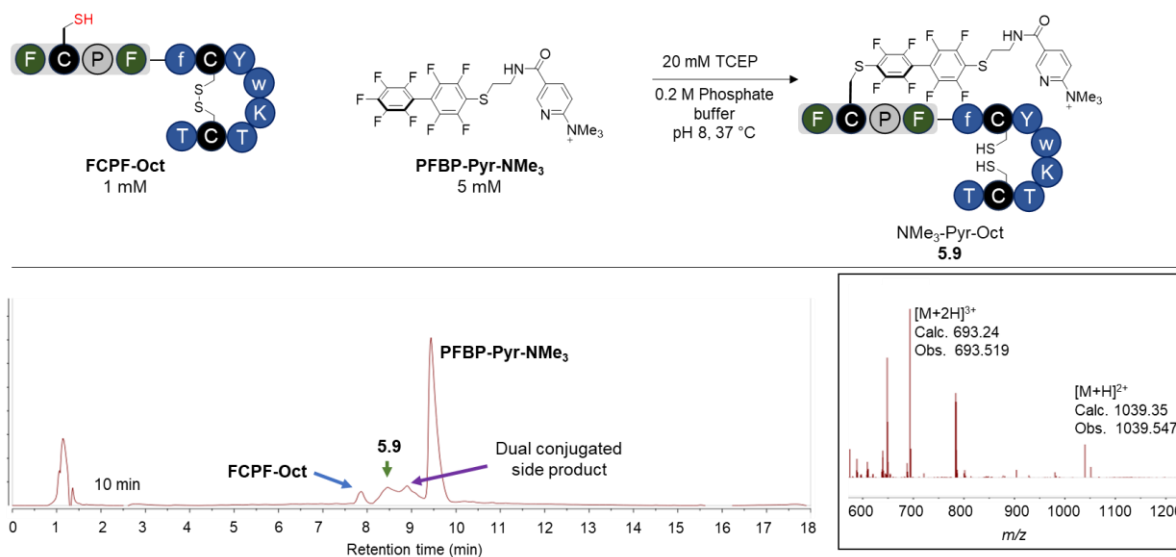 SH
F C P F f C Y w K T C T
S
S
FCPF-Oct
1 mM
F F F F F F F F F S
NH
O
N
NMe₃
+
PFBP-Pyr-NMe₃
5 mM
20 mM TCEP
0.2 M Phosphate
buffer
pH 8, 37 °C
S F F F F F F F F S
NH
O
N
NMe₃
+
F C P F f C Y w K T C T
HS
HS
NMe₃-Pyr-Oct
5.9
PFBP-Pyr-NMe₃
5.9
Dual conjugated
side product
FCPF-Oct
10 min
0 1 2 3 4 5 6 7 8 9 10 11 12 13 14 15 16 17 18
Retention time (min)
[M+2H]³⁺
Calc. 693.24
Obs. 693.519
[M+H]²⁺
Calc. 1039.35
Obs. 1039.547
600 700 800 900 1000 1100 1200
m/z